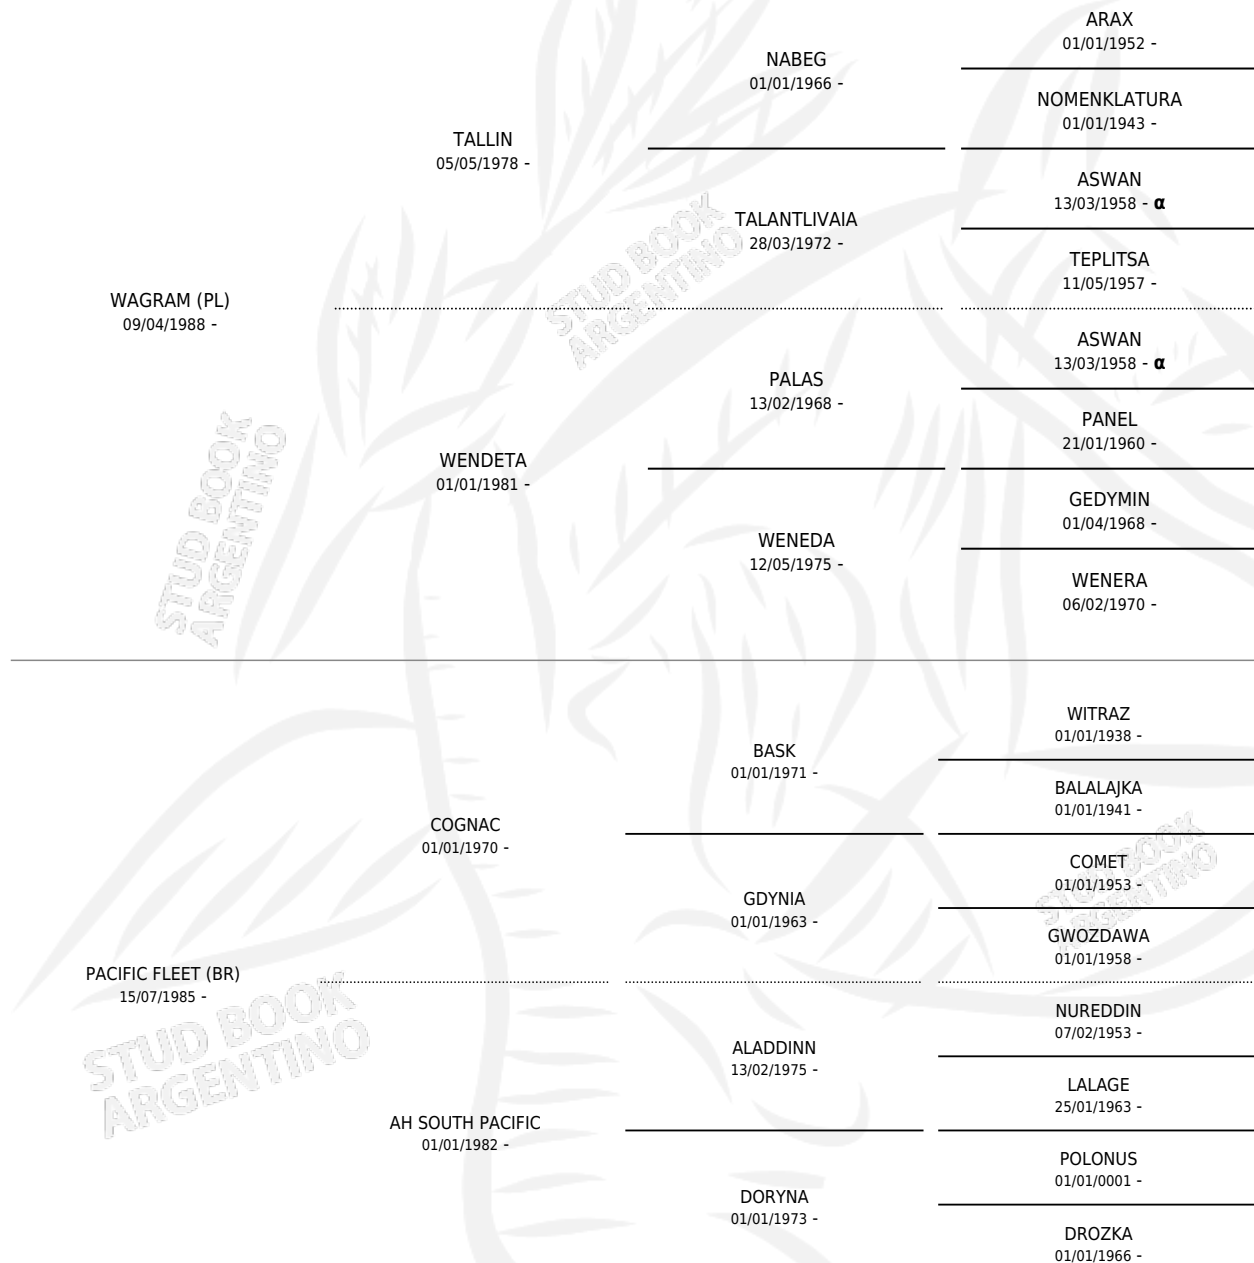 WAGRAM (PL)
09/04/1988 -
TALLIN
05/05/1978 -
NABEG
01/01/1966 -
ARAX
01/01/1952 -
NOMENKLATURA
01/01/1943 -
TALANTLIVAIA
28/03/1972 -
ASWAN
13/03/1958 - α
TEPLITSA
11/05/1957 -
WENDETA
01/01/1981 -
PALAS
13/02/1968 -
ASWAN
13/03/1958 - α
PANEL
21/01/1960 -
WENEDA
12/05/1975 -
GEDYMIN
01/04/1968 -
WENERA
06/02/1970 -
PACIFIC FLEET (BR)
15/07/1985 -
COGNAC
01/01/1970 -
BASK
01/01/1971 -
WITRAZ
01/01/1938 -
BALALAJKA
01/01/1941 -
GDYNIA
01/01/1963 -
COMET
01/01/1953 -
GWOZDAWA
01/01/1958 -
AH SOUTH PACIFIC
01/01/1982 -
ALADDINN
13/02/1975 -
NUREDDIN
07/02/1953 -
LALAGE
25/01/1963 -
DORYNA
01/01/1973 -
POLONUS
01/01/0001 -
DROZKA
01/01/1966 -
STUD BOOK
ARGENTINO
STUD BOOK
ARGENTINO
STUD BOOK
ARGENTINO
STUD BOOK
ARGENTINO